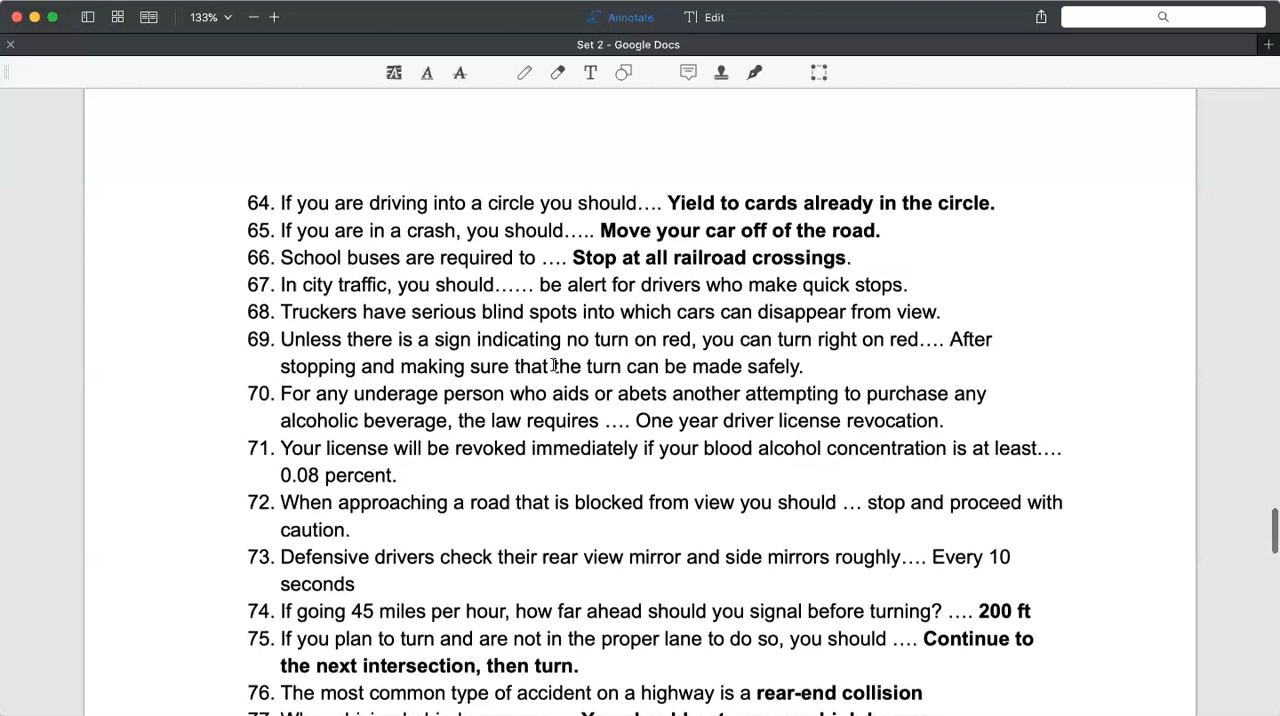 133%
Annotate
Edit
Set 2 - Google Docs
64. If you are driving into a circle you should…. Yield to cards already in the circle.
65. If you are in a crash, you should….. Move your car off of the road.
66. School buses are required to …. Stop at all railroad crossings.
67. In city traffic, you should…… be alert for drivers who make quick stops.
68. Truckers have serious blind spots into which cars can disappear from view.
69. Unless there is a sign indicating no turn on red, you can turn right on red…. After
stopping and making sure that the turn can be made safely.
70. For any underage person who aids or abets another attempting to purchase any
alcoholic beverage, the law requires …. One year driver license revocation.
71. Your license will be revoked immediately if your blood alcohol concentration is at least….
0.08 percent.
72. When approaching a road that is blocked from view you should … stop and proceed with
caution.
73. Defensive drivers check their rear view mirror and side mirrors roughly…. Every 10
seconds
74. If going 45 miles per hour, how far ahead should you signal before turning? …. 200 ft
75. If you plan to turn and are not in the proper lane to do so, you should …. Continue to
the next intersection, then turn.
76. The most common type of accident on a highway is a rear-end collision